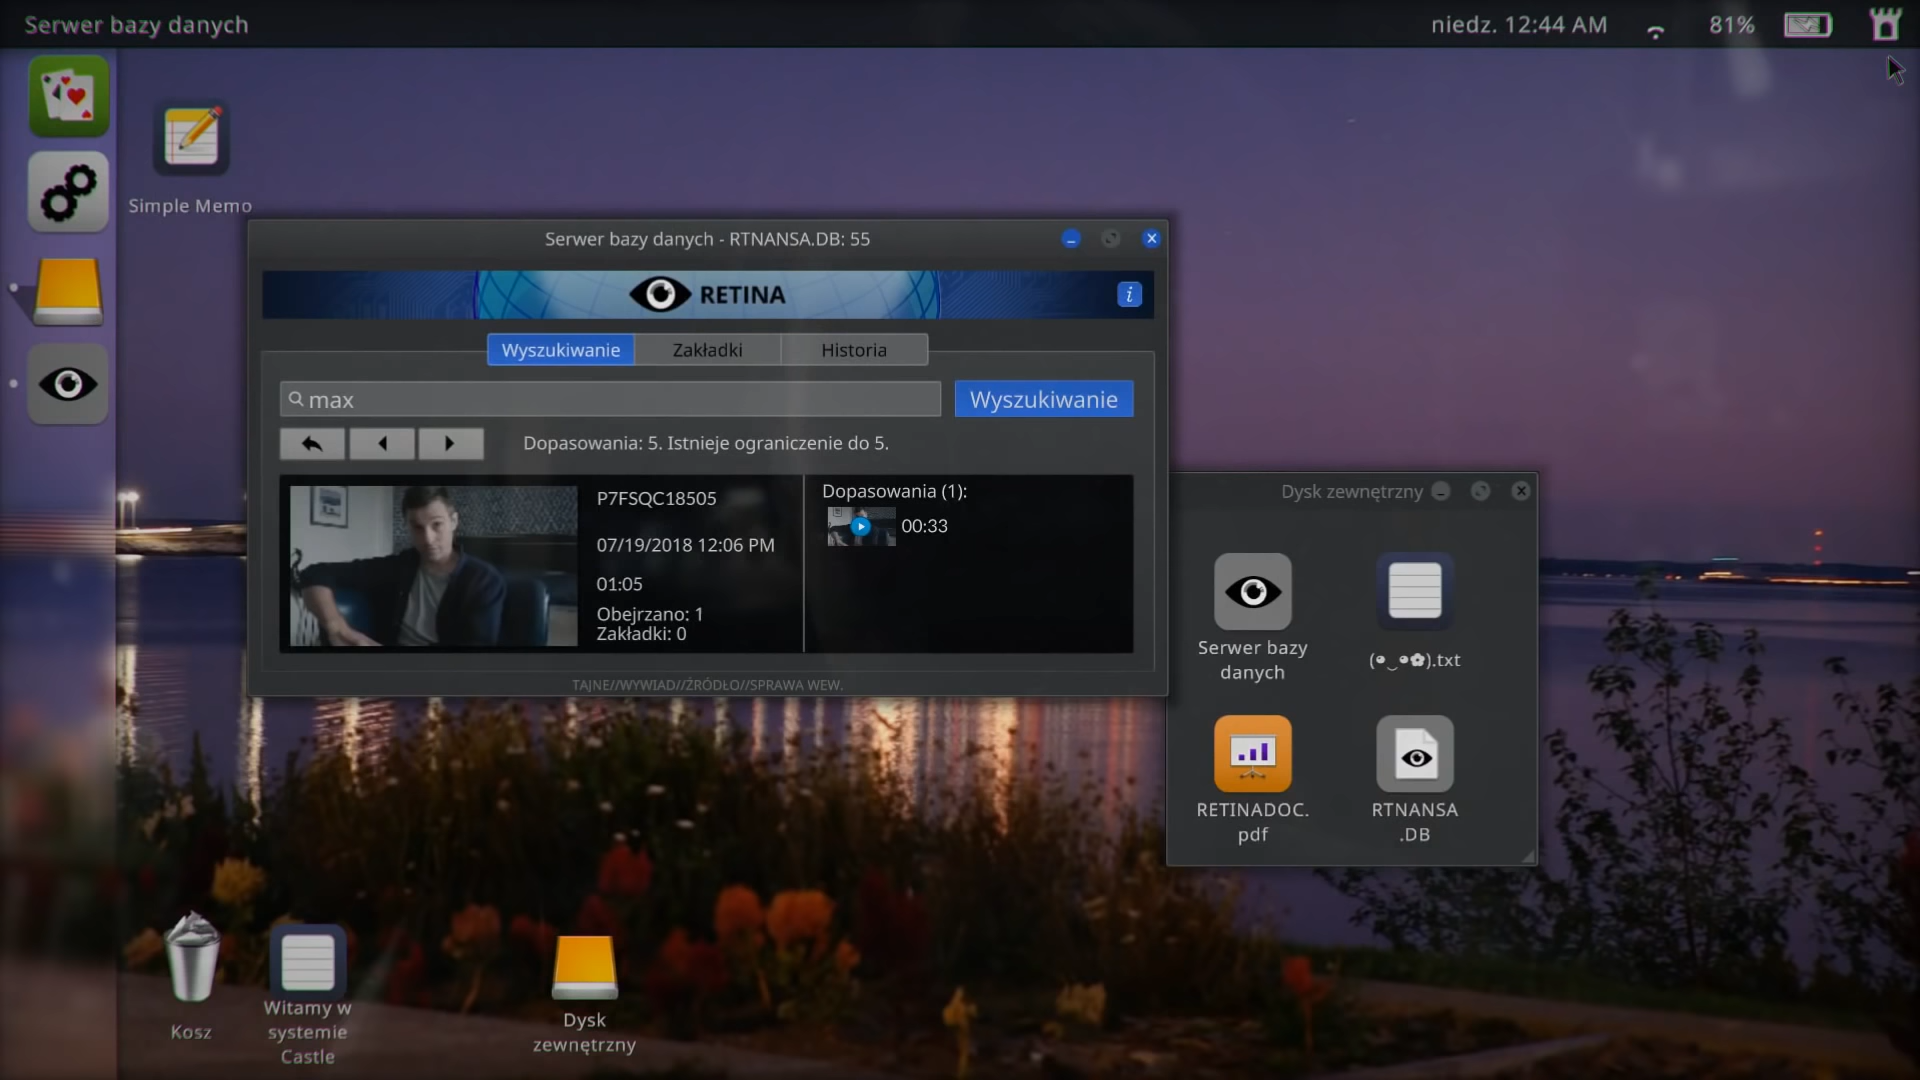 Serwer bazy danych
niedz. 12:44 AM
81%
Simple Memo
Serwer bazy danych - RTNANSA.DB: 55
RETINA
i
Wyszukiwanie
Zakładki
Historia
max
Wyszukiwanie
Dopasowania: 5. Istnieje ograniczenie do 5.
P7FSQC18505
07/19/2018 12:06 PM
01:05
Obejrzano: 1
Zakładki: 0
Dopasowania (1):
00:33
TAJNE//WYWIAD//ŹRÓDŁO//SPRAWA WEW.
Dysk zewnętrzny
Serwer bazy
danych
(◕‿◕✿).txt
RETINADOC.
pdf
RTNANSA
.DB
Kosz
Witamy w
systemie
Castle
Dysk
zewnętrzny